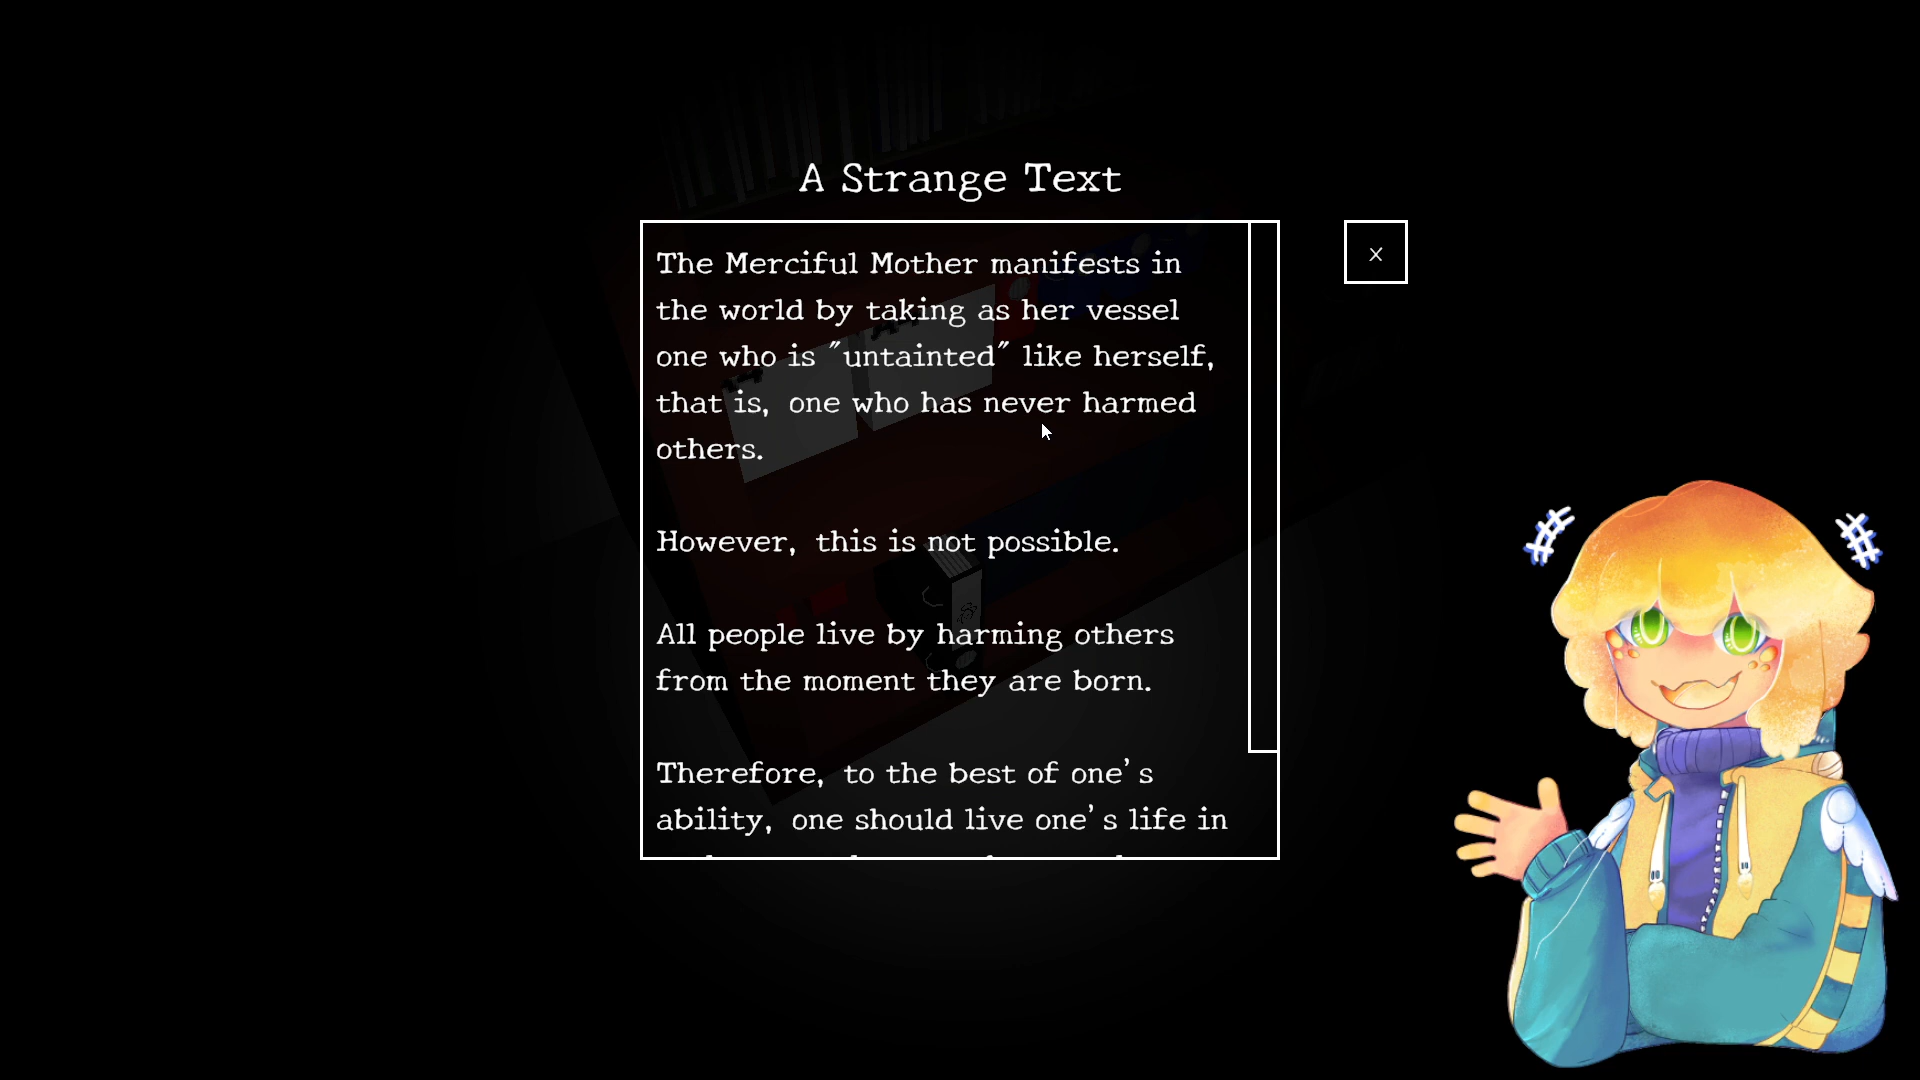 A Strange Text
x
The Merciful Mother manifests in
the world by taking as her vessel
one who is "untainted" like herself,
that is, one who has never harmed
others.
However, this is not possible.
All people live by harming others
from the moment they are born.
Therefore, to the best of one's
ability, one should live one's life in